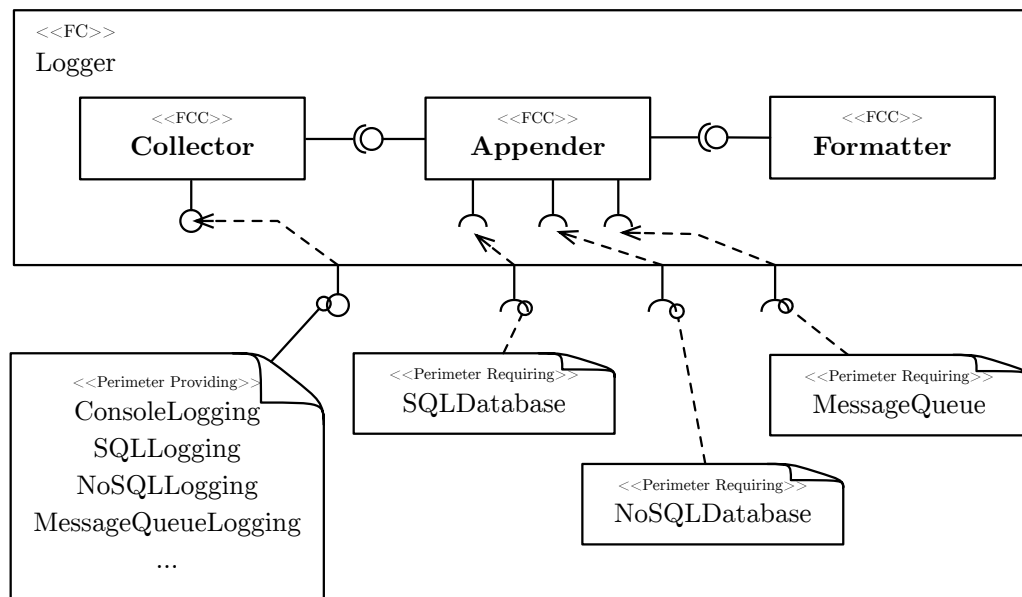 <<FC>>
Logger
<<FCC>>
Collector
<<FCC>>
Appender
<<FCC>>
Formatter
<<Perimeter Providing>>
ConsoleLogging
SQLLogging
NoSQLLogging
MessageQueueLogging
...
<<Perimeter Requiring>>
SQLDatabase
<<Perimeter Requiring>>
NoSQLDatabase
<<Perimeter Requiring>>
MessageQueue